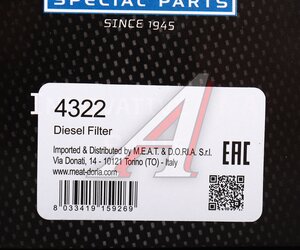 SPECIAL PARTS
SINCE 1945
4322
Diesel Filter
Imported & Distributed by M.E.A.T. & D.O.R.I.A. S.r.l.
Via Donati, 14 - 10121 Torino (TO) - Italy
www.meat-doria.com
EAC
8 033419 159269